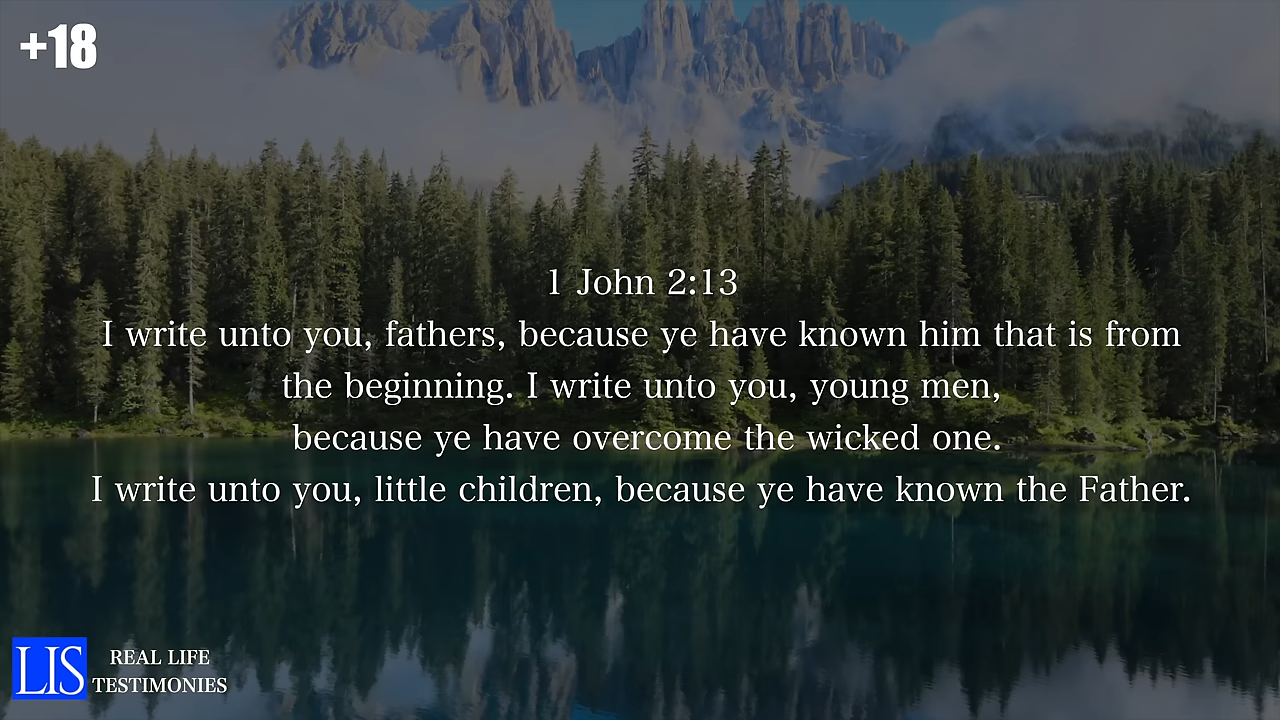 +18
1 John 2:13
I write unto you, fathers, because ye have known him that is from
the beginning. I write unto you, young men,
because ye have overcome the wicked one.
I write unto you, little children, because ye have known the Father.
LIS
REAL LIFE
TESTIMONIES